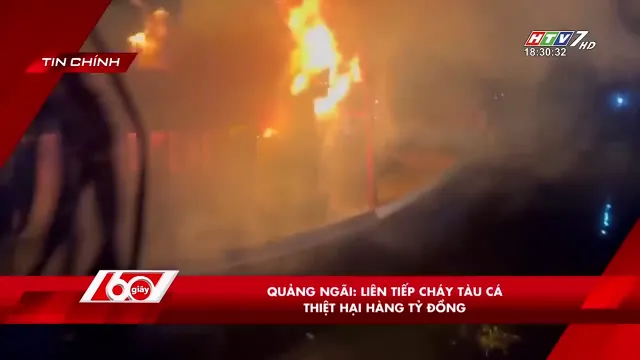 TIN CHÍNH
HTV7 HD
18:30:32
60 giây
QUẢNG NGÃI: LIÊN TIẾP CHÁY TÀU CÁ
THIỆT HẠI HÀNG TỶ ĐỒNG